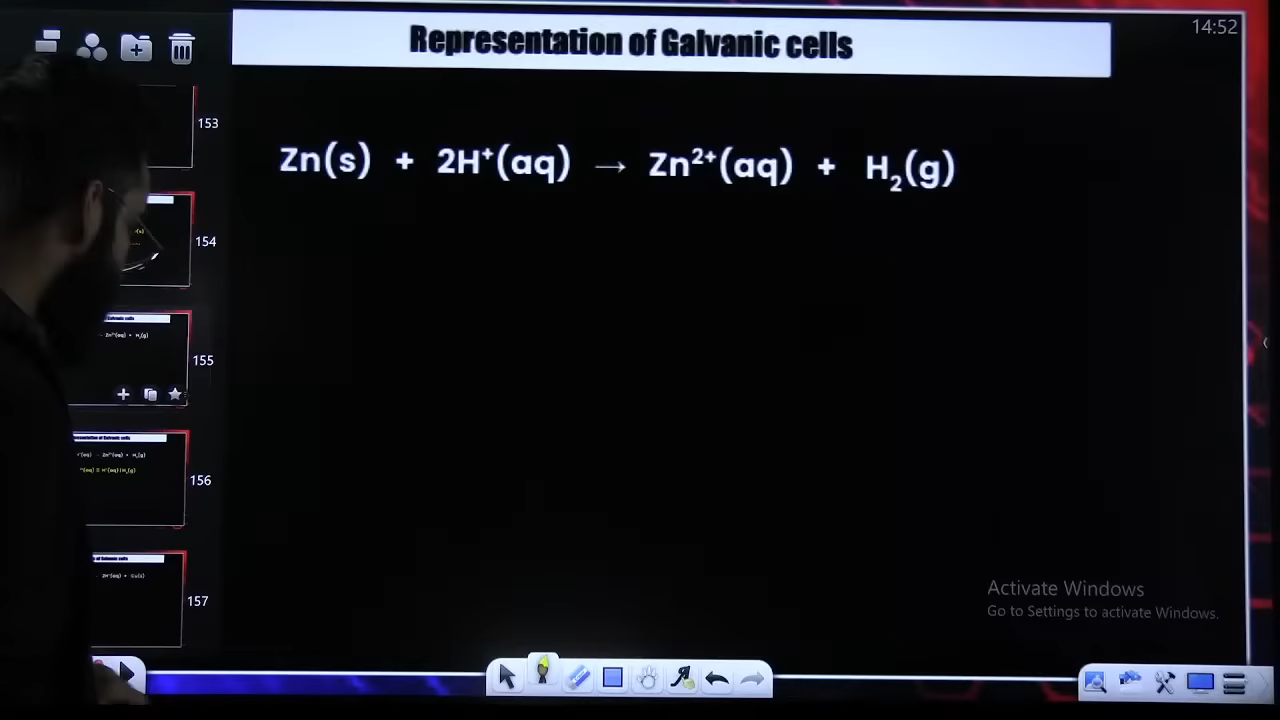 14:52
Representation of Galvanic cells
Zn(s) + 2H⁺(aq) → Zn²⁺(aq) + H₂(g)
153
154
155
156
157
Activate Windows
Go to Settings to activate Windows.